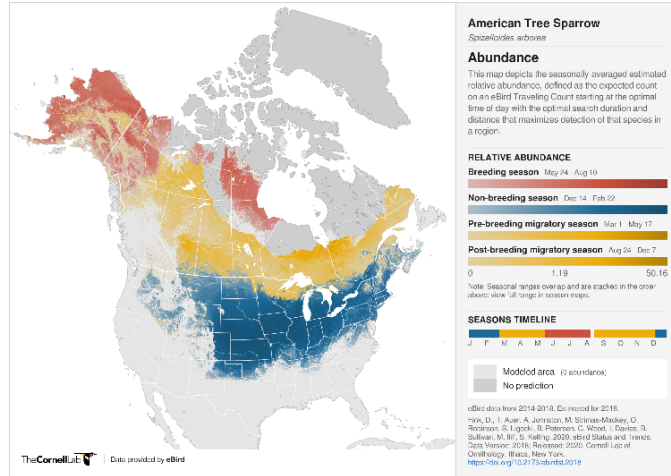 American Tree Sparrow
Spizelloides arborea
Abundance
This map depicts the seasonally averaged estimated
relative abundance, defined as the expected count
on an eBird Traveling Count starting at the optimal
time of day with the optimal search duration and
distance that maximizes detection of that species in
a region.
RELATIVE ABUNDANCE
Breeding season May 24 - Aug 10
Non-breeding season Dec 14 - Feb 22
Pre-breeding migratory season Mar 1 - May 17
Post-breeding migratory season Aug 24 - Dec 7
0 1.19 50.16
Note: Seasonal ranges overlap and are stacked in the order
above; view full range in season maps.
SEASONS TIMELINE
J F M A M J J A S O N D
Modeled area (0 abundance)
No prediction
eBird data from 2014-2018. Estimated for 2018.
Fink, D., T. Auer, A. Johnston, M. Strimas-Mackey, O.
Robinson, S. Ligocki, B. Petersen, C. Wood, I. Davies, B.
Sullivan, M. Iliff, S. Kelling. 2020. eBird Status and Trends.
Data Version: 2018; Released: 2020. Cornell Lab of
Ornithology, Ithaca, New York.
https://doi.org/10.2173/ebirdst.2018
TheCornellLab Data provided by eBird